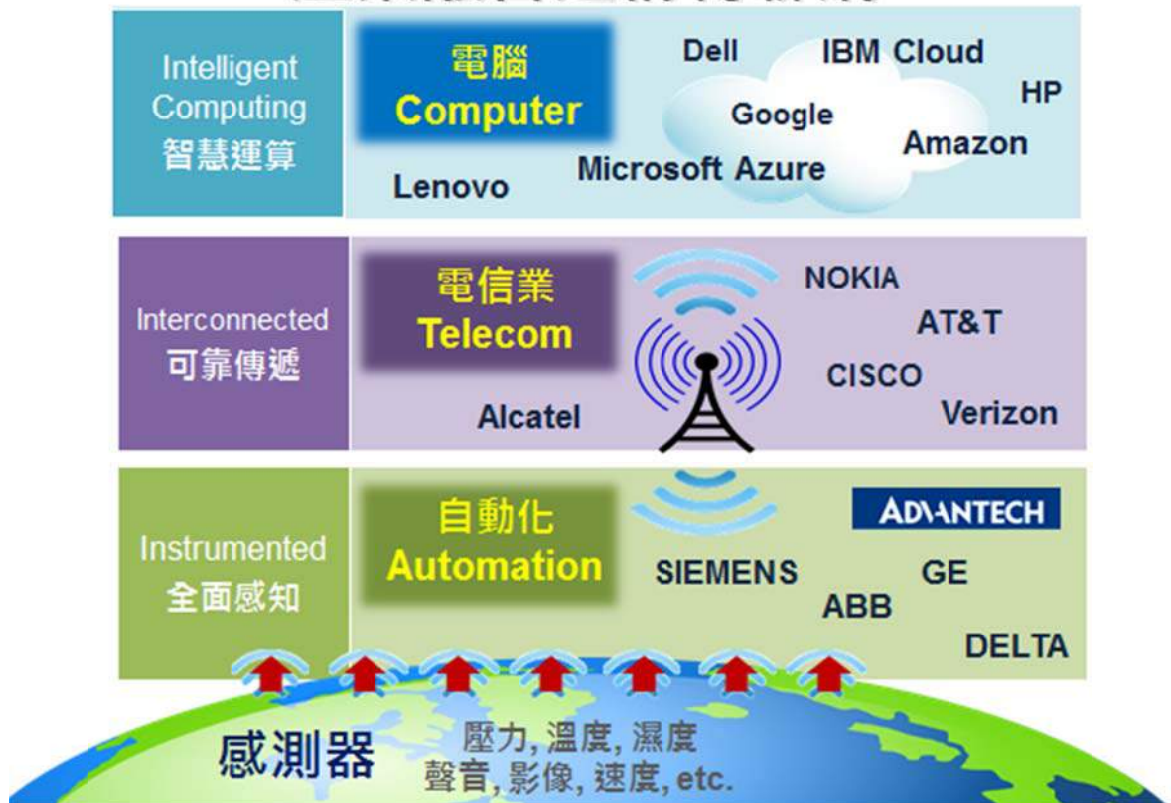 Intelligent
Computing
智慧運算
電腦
Computer
Dell
IBM Cloud
HP
Google
Amazon
Microsoft Azure
Lenovo
Interconnected
可靠傳遞
電信業
Telecom
NOKIA
AT&T
CISCO
Verizon
Alcatel
Instrumented
全面感知
自動化
Automation
ADVANTECH
SIEMENS
GE
ABB
DELTA
感測器
壓力, 溫度, 濕度
聲音, 影像, 速度, etc.